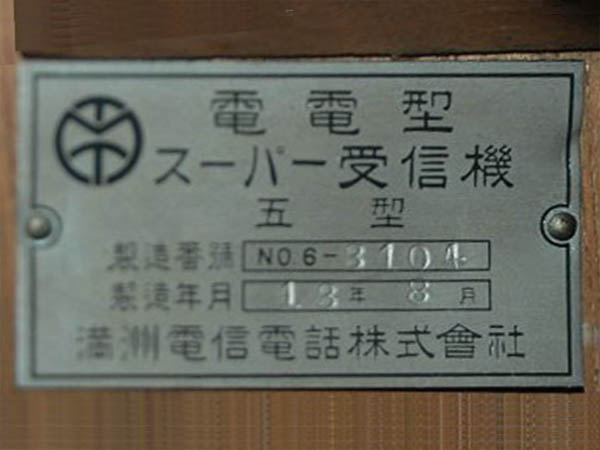 電電型
スーパー受信機
五型
製造番號 NO.6-3104
製造年月 13年 8月
満洲電信電話株式會社